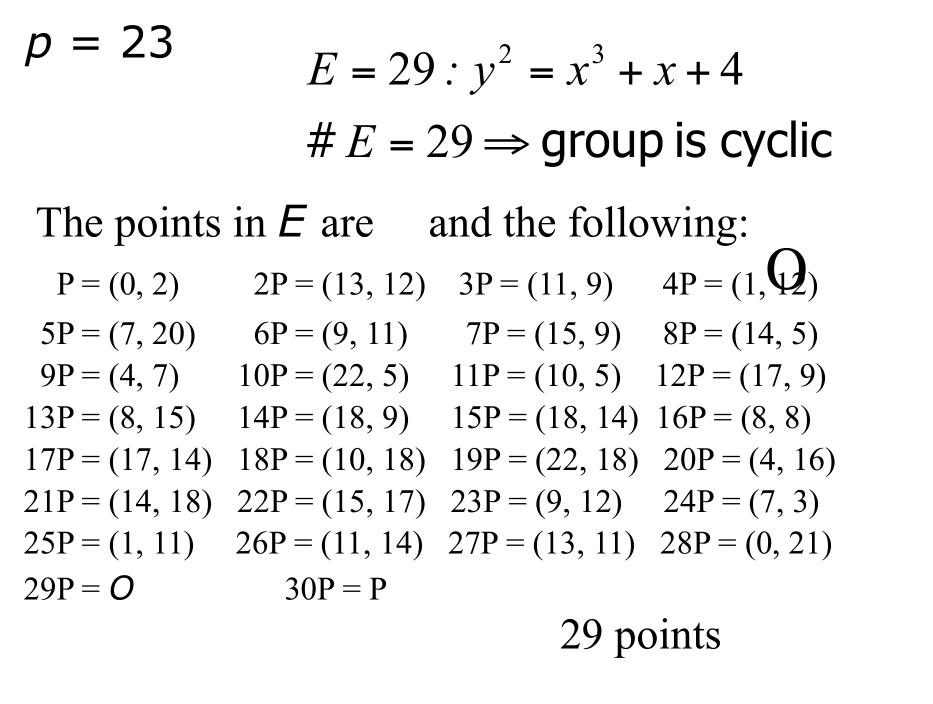 p = 23
E = 29 : y² = x³ + x + 4
# E = 29 ⇒ group is cyclic
The points in E are and the following:
O
P = (0, 2) 2P = (13, 12) 3P = (11, 9) 4P = (1, 12)
5P = (7, 20) 6P = (9, 11) 7P = (15, 9) 8P = (14, 5)
9P = (4, 7) 10P = (22, 5) 11P = (10, 5) 12P = (17, 9)
13P = (8, 15) 14P = (18, 9) 15P = (18, 14) 16P = (8, 8)
17P = (17, 14) 18P = (10, 18) 19P = (22, 18) 20P = (4, 16)
21P = (14, 18) 22P = (15, 17) 23P = (9, 12) 24P = (7, 3)
25P = (1, 11) 26P = (11, 14) 27P = (13, 11) 28P = (0, 21)
29P = O 30P = P
29 points